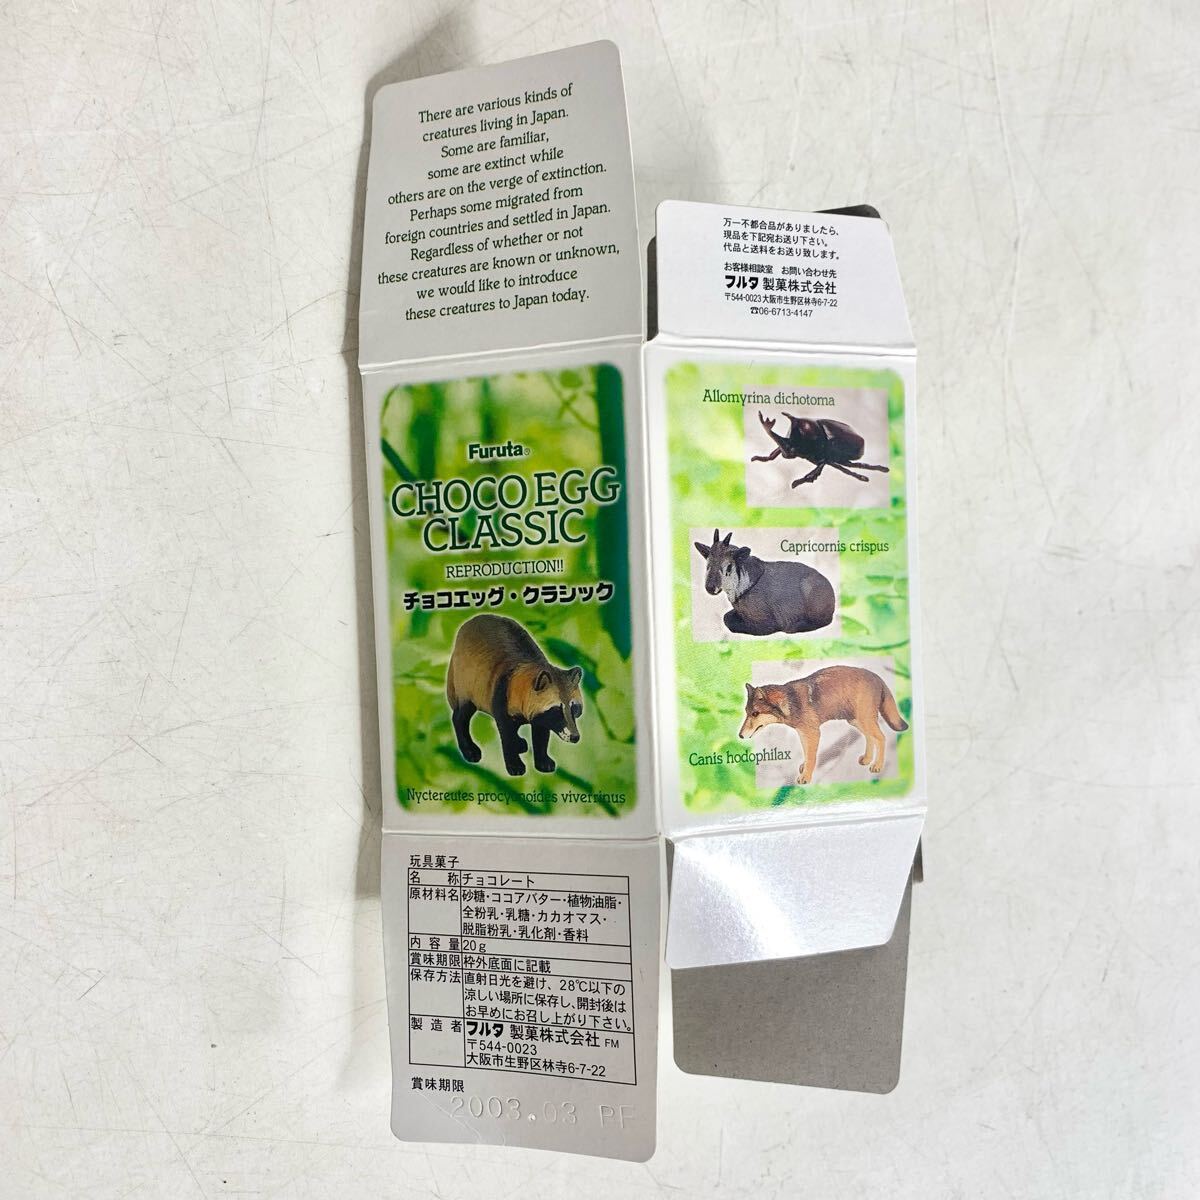 There are various kinds of
creatures living in Japan.
Some are familiar,
some are extinct while
others are on the verge of extinction.
Perhaps some migrated from
foreign countries and settled in Japan.
Regardless of whether or not
these creatures are known or unknown,
we would like to introduce
these creatures to Japan today.
Furuta®
CHOCO EGG
CLASSIC
REPRODUCTION!!
チョコエッグ・クラシック
Nyctereutes procyonoides viverrinus
玩具菓子
名 称 チョコレート
原材料名 砂糖・ココアバター・植物油脂・
全粉乳・乳糖・カカオマス・
脱脂粉乳・乳化剤・香料
内容量 20g
賞味期限 枠外底面に記載
保存方法 直射日光を避け、28℃以下の
涼しい場所に保存し、開封後は
お早めにお召し上がり下さい。
製造者 フルタ製菓株式会社 FM
〒544-0023
大阪市生野区林寺6-7-22
賞味期限
2003.03 PF
万一不都合品がありましたら、
現品を下記宛お送り下さい。
代品と送料をお送り致します。
お客様相談室 お問い合わせ先
フルタ製菓株式会社
〒544-0023 大阪市生野区林寺6-7-22
☎06-6713-4147
Allomyrina dichotoma
Capricornis crispus
Canis hodophilax